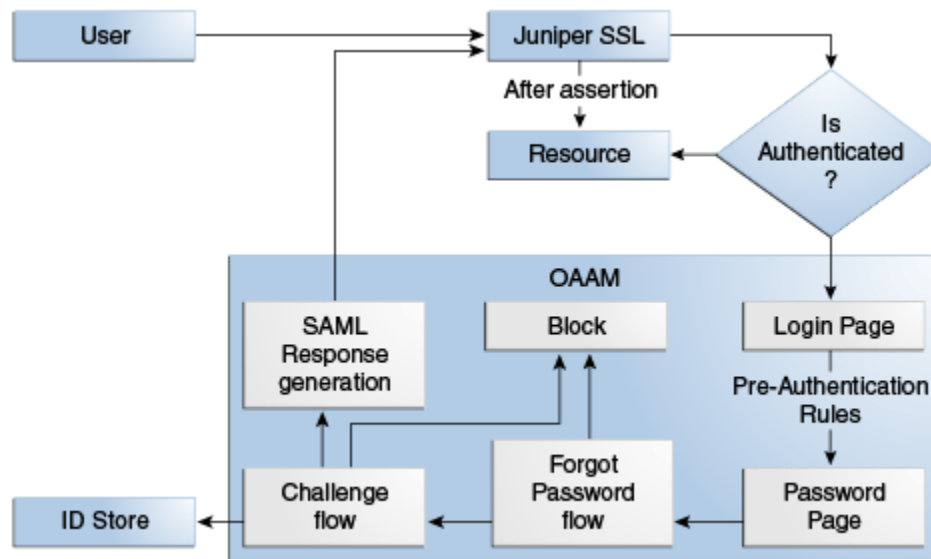 User
Juniper SSL
After assertion
Resource
Is
Authenticated
?
OAAM
SAML
Response
generation
Block
Login Page
Pre-Authentication
Rules
Challenge
flow
Forgot
Password
flow
Password
Page
ID Store